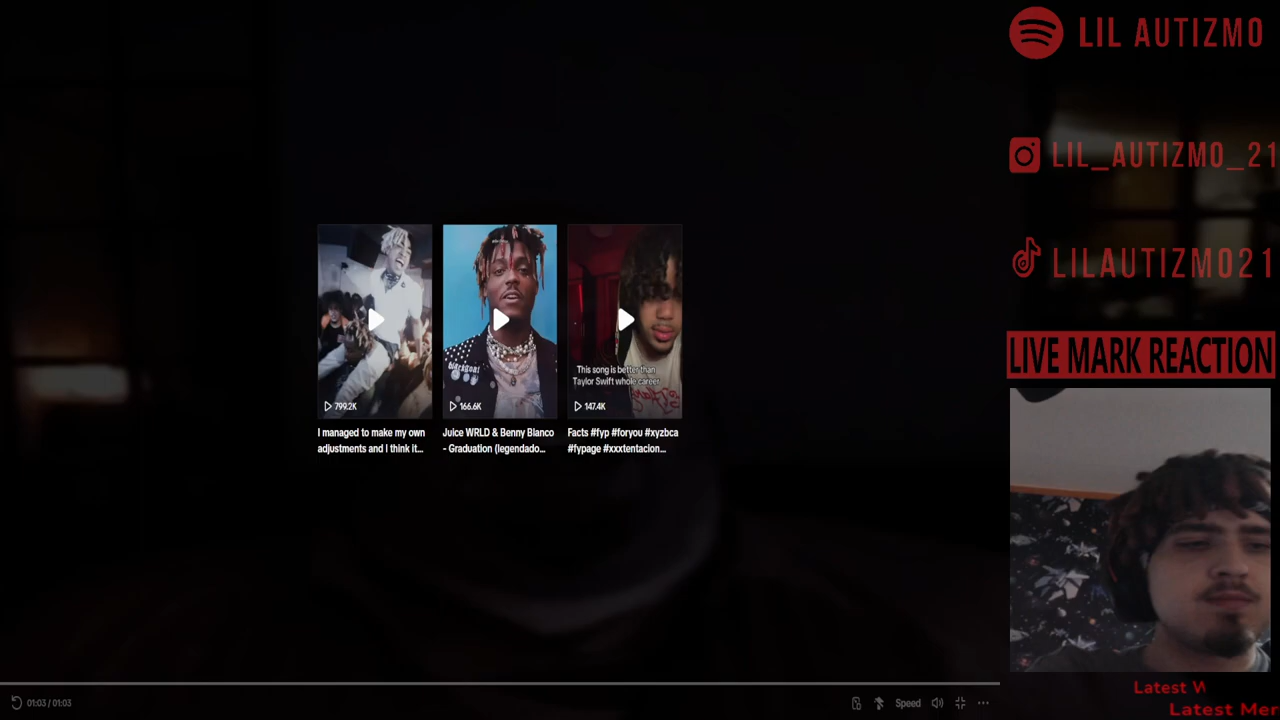 LIL AUTIZMO
LIL_AUTIZMO_21
LILAUTIZMO21
LIVE MARK REACTION
This song is better than
Taylor Swift whole career
799.2K
166.6K
147.4K
I managed to make my own
adjustments and I think it...
Juice WRLD & Benny Blanco
- Graduation (legendado...
Facts #fyp #foryou #xyzbca
#fypage #xxxtentacion...
01:03 / 01:03
Speed
Latest
Latest Mer